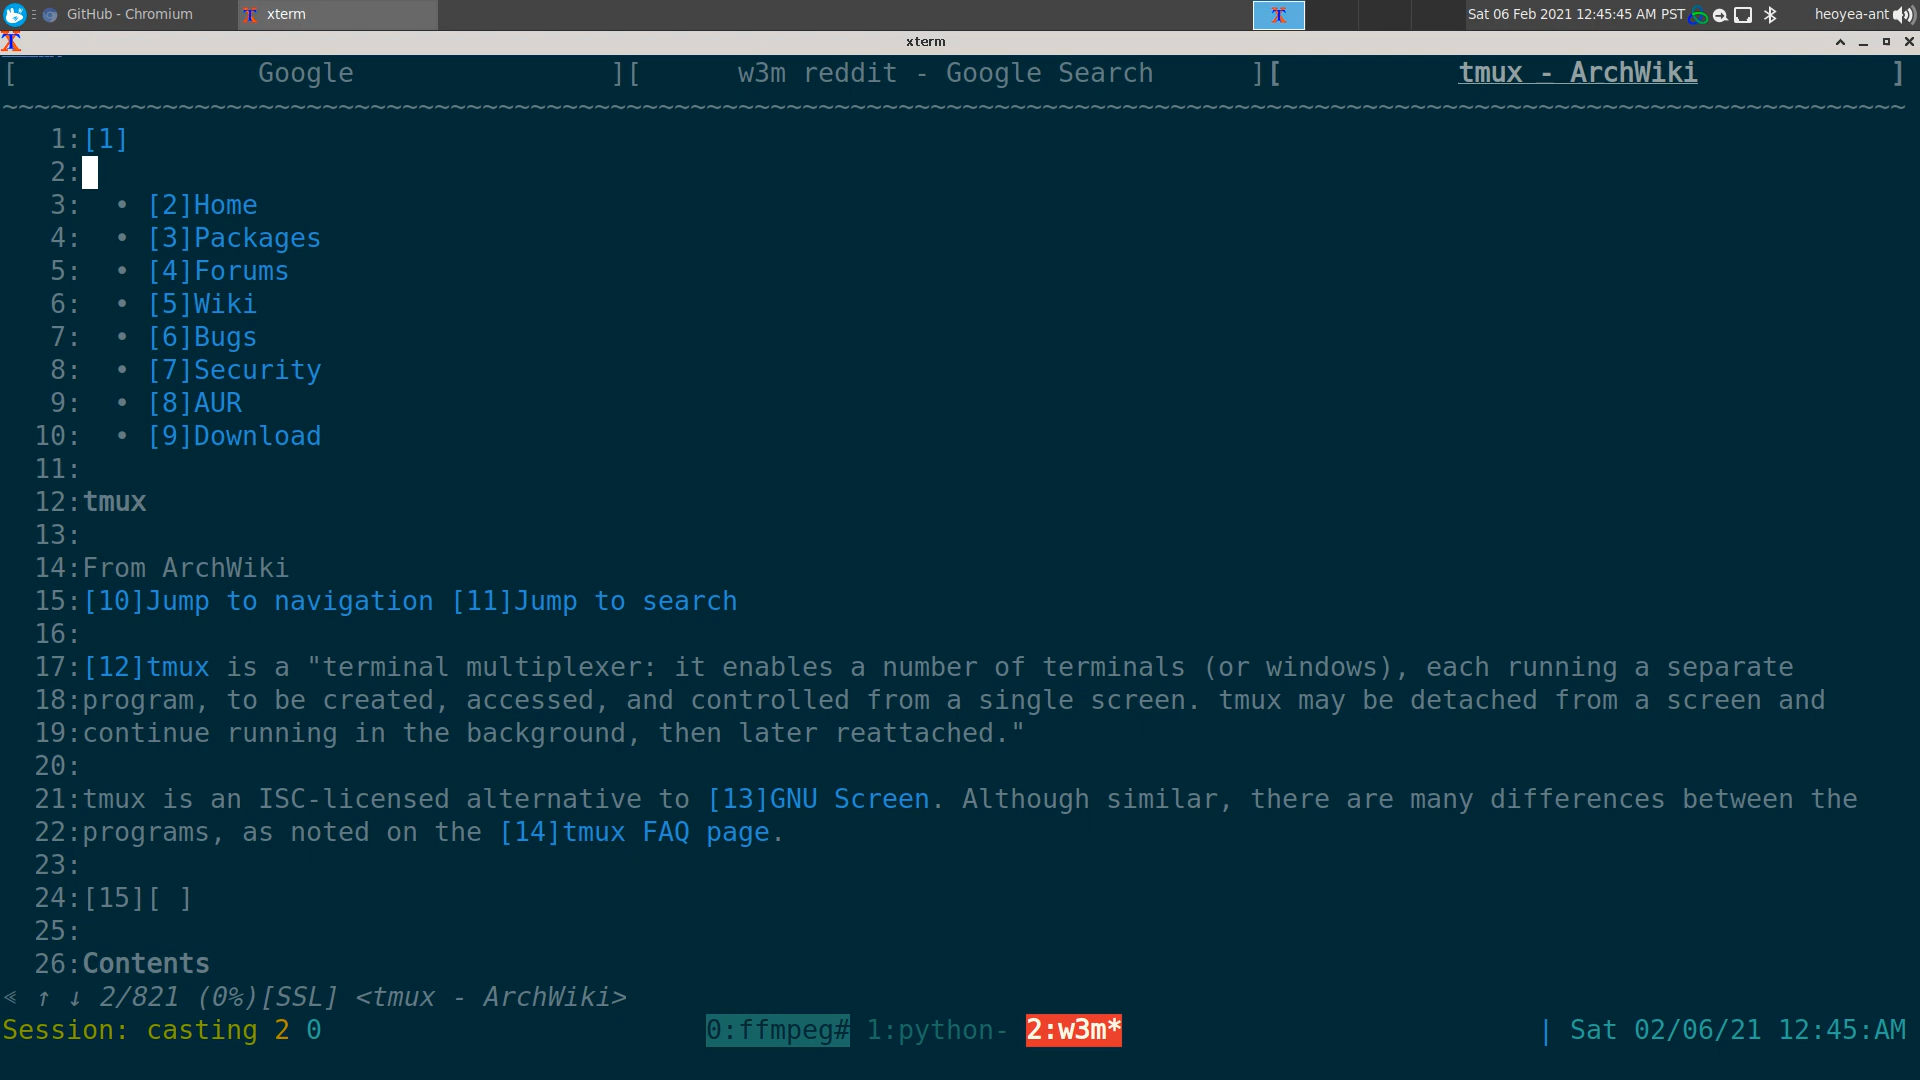 GitHub - Chromium xterm Sat 06 Feb 2021 12:45:45 AM PST heoyea-ant
xterm
[ Google ][ w3m reddit - Google Search ][ tmux - ArchWiki ]
~~~~~~~~~~~~~~~~~~~~~~~~~~~~~~~~~~~~~~~~~~~~~~~~~~~~~~~~~~~~~~~~~~~~~~~~~~~~~~~~~~~~~~~~~~~~~~~~~~~~~~~~~~~~~~~~~~~~~~~
1:[1]
2:
3: • [2]Home
4: • [3]Packages
5: • [4]Forums
6: • [5]Wiki
7: • [6]Bugs
8: • [7]Security
9: • [8]AUR
10: • [9]Download
11:
12:tmux
13:
14:From ArchWiki
15:[10]Jump to navigation [11]Jump to search
16:
17:[12]tmux is a "terminal multiplexer: it enables a number of terminals (or windows), each running a separate
18:program, to be created, accessed, and controlled from a single screen. tmux may be detached from a screen and
19:continue running in the background, then later reattached."
20:
21:tmux is an ISC-licensed alternative to [13]GNU Screen. Although similar, there are many differences between the
22:programs, as noted on the [14]tmux FAQ page.
23:
24:[15][ ]
25:
26:Contents
≪ ↑ ↓ 2/821 (0%)[SSL] <tmux - ArchWiki>
Session: casting 2 0 0:ffmpeg# 1:python- 2:w3m* | Sat 02/06/21 12:45:AM